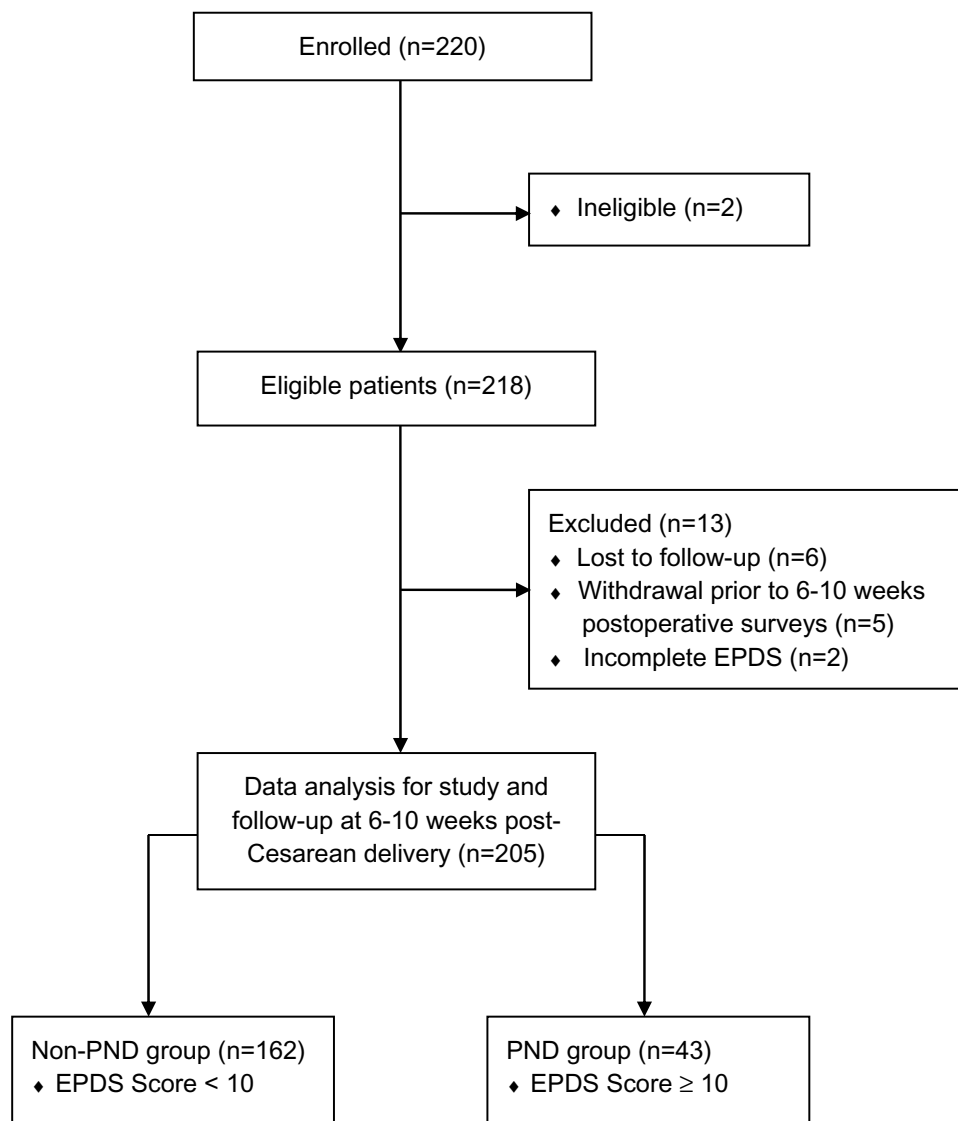 Enrolled (n=220)
♦ Ineligible (n=2)
Eligible patients (n=218)
Excluded (n=13)
♦ Lost to follow-up (n=6)
♦ Withdrawal prior to 6-10 weeks
postoperative surveys (n=5)
♦ Incomplete EPDS (n=2)
Data analysis for study and
follow-up at 6-10 weeks post-
Cesarean delivery (n=205)
Non-PND group (n=162)
♦ EPDS Score < 10
PND group (n=43)
♦ EPDS Score ≥ 10